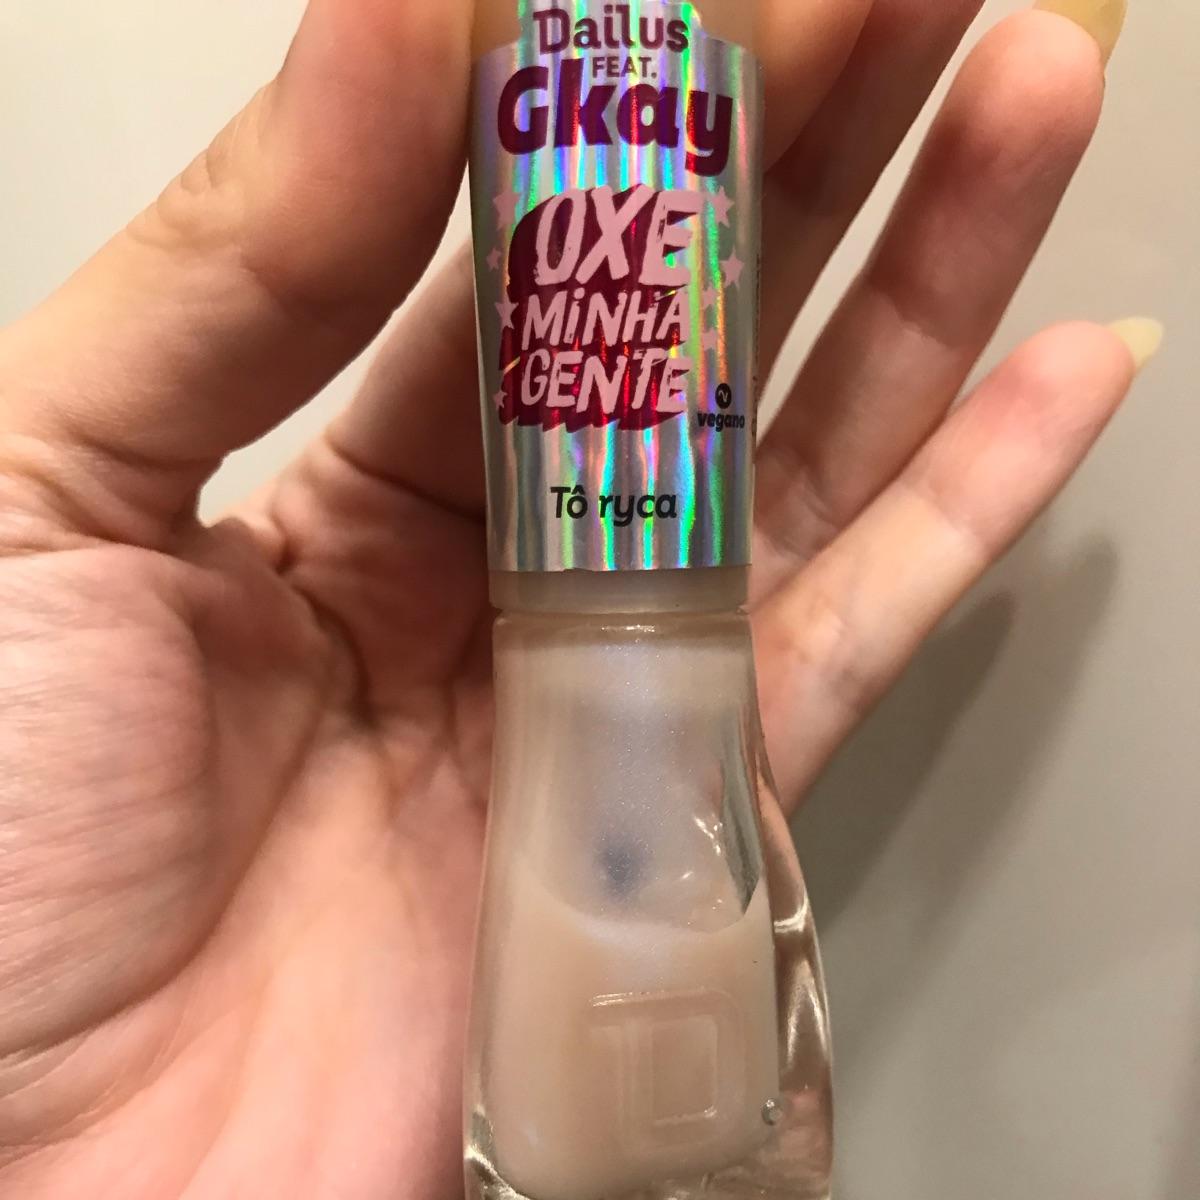 Dailus
FEAT.
Gkay
OXE
MiNHA
GENTE
vegano
Tô ryca
D